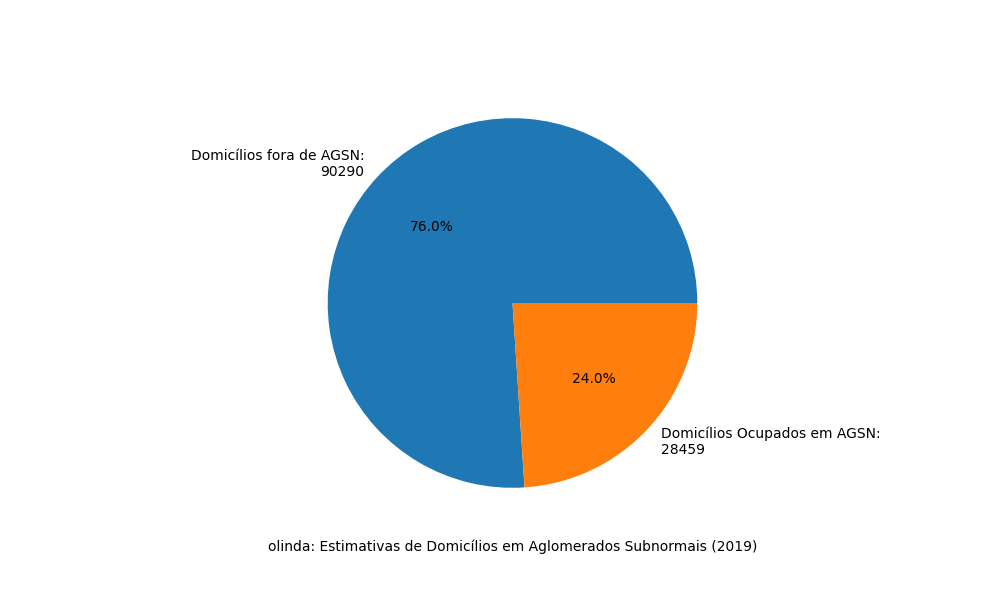 Domicílios fora de AGSN:
90290
76.0%
24.0%
Domicílios Ocupados em AGSN:
28459
olinda: Estimativas de Domicílios em Aglomerados Subnormais (2019)